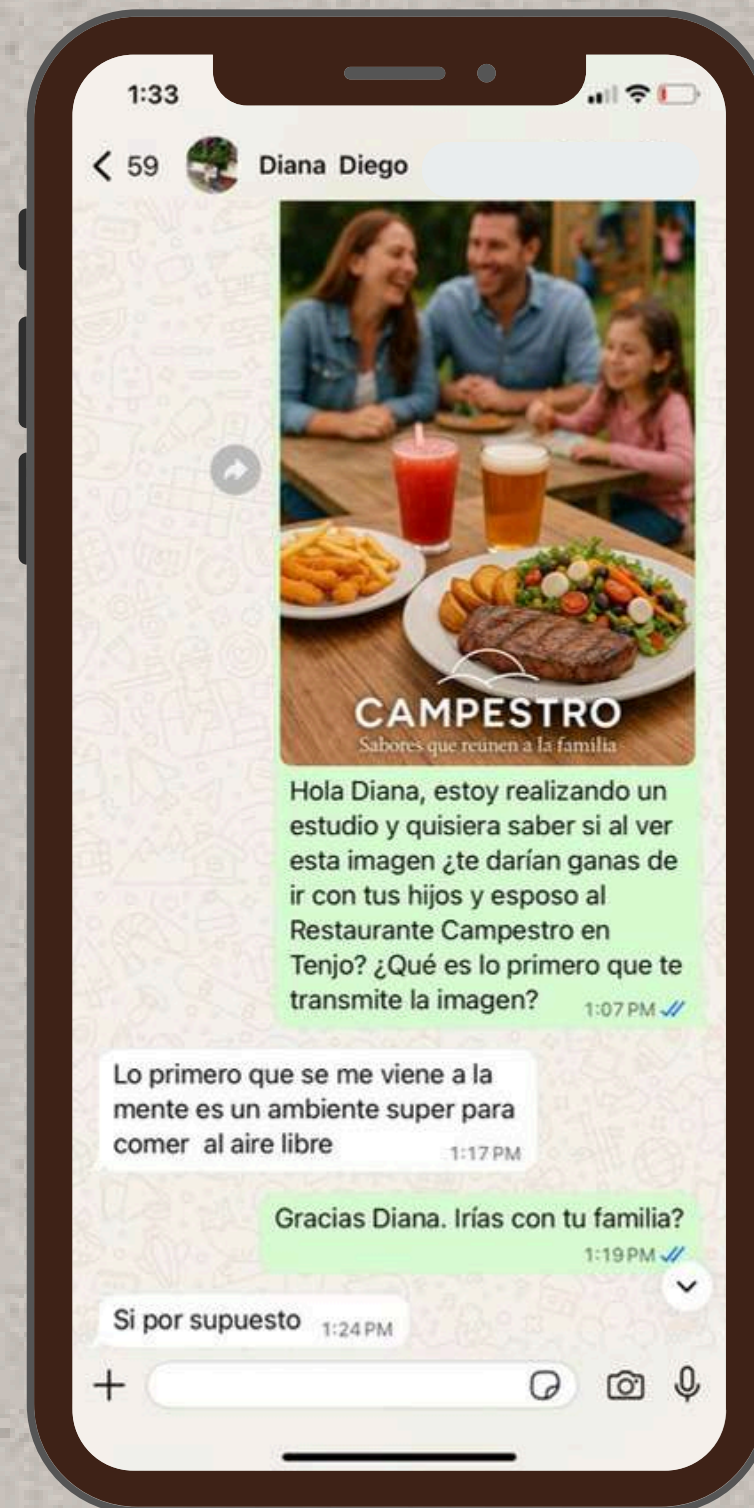 1:33
59
Diana Diego
CAMPESTRO
Sabores que reúnen a la familia
Hola Diana, estoy realizando un
estudio y quisiera saber si al ver
esta imagen ¿te darían ganas de
ir con tus hijos y esposo al
Restaurante Campestro en
Tenjo? ¿Qué es lo primero que te
transmite la imagen?
1:07 PM
Lo primero que se me viene a la
mente es un ambiente super para
comer al aire libre
1:17 PM
Gracias Diana. Irías con tu familia?
1:19 PM
Si por supuesto
1:24 PM